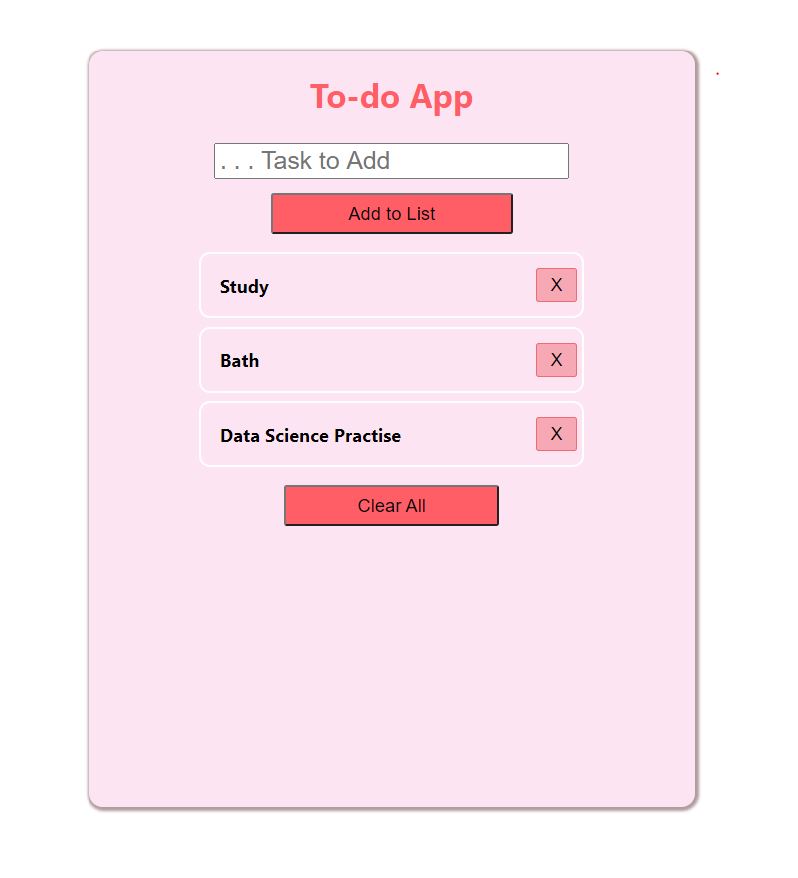 To-do App
. . . Task to Add
Add to List
Study
X
Bath
X
Data Science Practise
X
Clear All